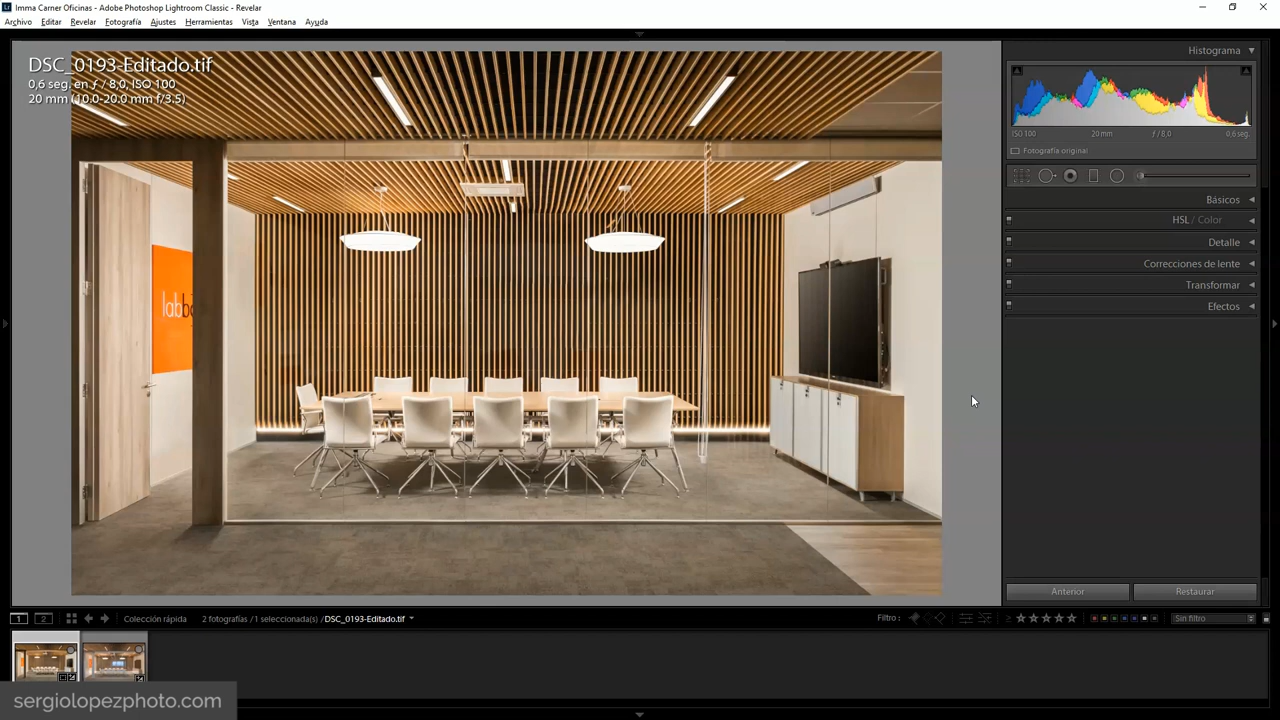 Imma Carner Oficinas - Adobe Photoshop Lightroom Classic - Revelar
Archivo Editar Revelar Fotografía Ajustes Herramientas Vista Ventana Ayuda
DSC_0193-Editado.tif
0,6 seg. en ƒ / 8,0, ISO 100
20 mm (10.0-20.0 mm f/3.5)
Histograma
ISO 100 20 mm ƒ / 8,0 0,6 seg.
Fotografía original
Básicos
HSL / Color
Detalle
Correcciones de lente
Transformar
Efectos
lab
Anterior Restaurar
1 2 Colección rápida 2 fotografías / 1 seleccionada(s) / DSC_0193-Editado.tif Filtro : Sin filtro
sergiolopezphoto.com